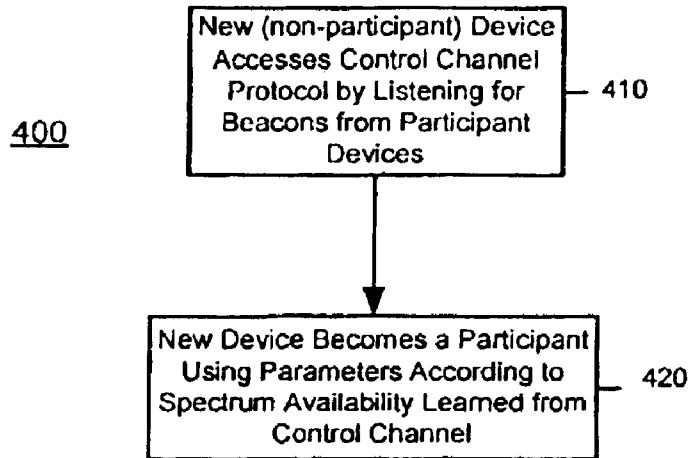 New (non-participant) Device
Accesses Control Channel
Protocol by Listening for
Beacons from Participant
Devices
410
400
New Device Becomes a Participant
Using Parameters According to
Spectrum Availability Learned from
Control Channel
420